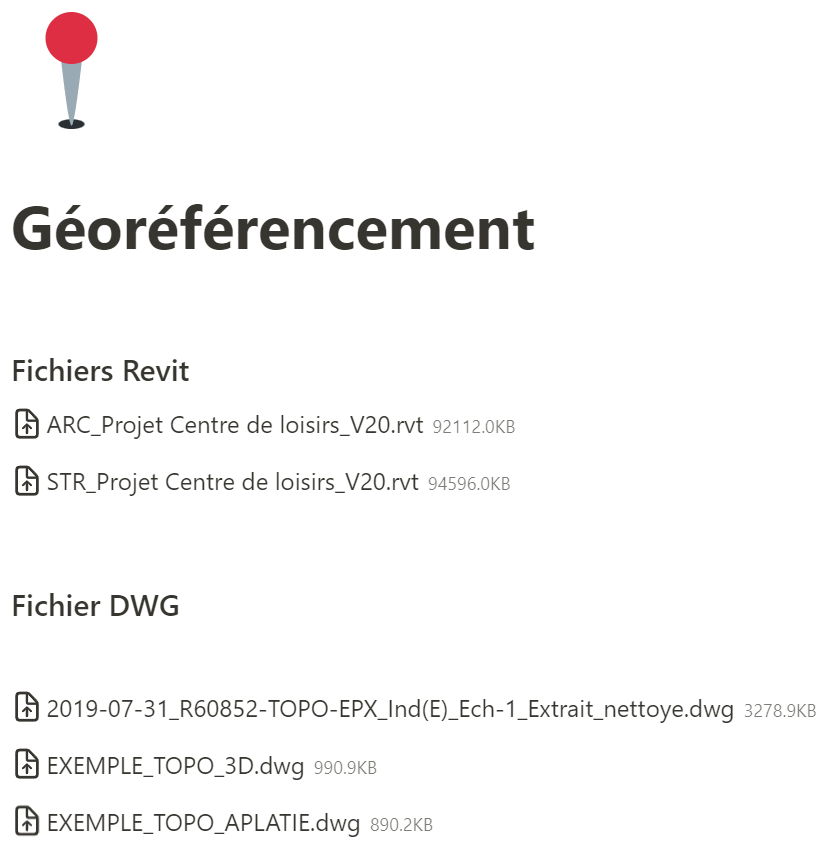 Géoréférencement
Fichiers Revit
ARC_Projet Centre de loisirs_V20.rvt 92112.0KB
STR_Projet Centre de loisirs_V20.rvt 94596.0KB
Fichier DWG
2019-07-31_R60852-TOPO-EPX_Ind(E)_Ech-1_Extrait_nettoye.dwg 3278.9KB
EXEMPLE_TOPO_3D.dwg 990.9KB
EXEMPLE_TOPO_APLATIE.dwg 890.2KB